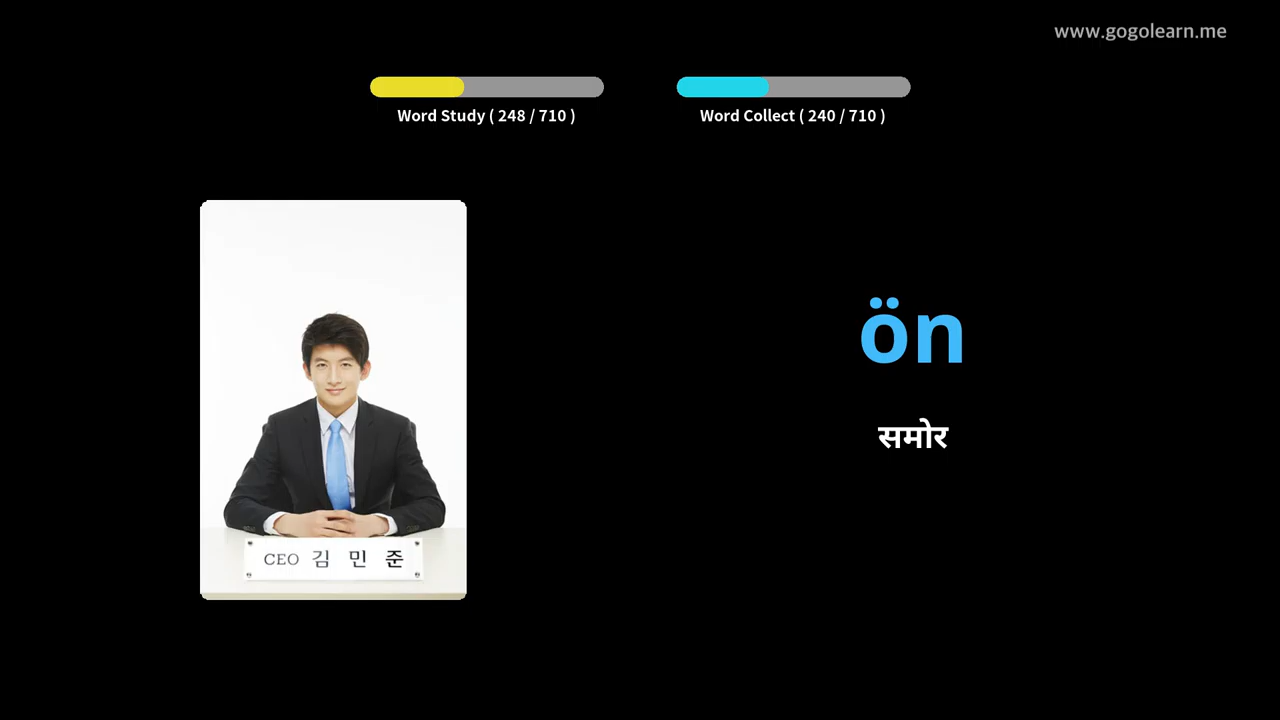 www.gogolearn.me
Word Study ( 248 / 710 )
Word Collect ( 240 / 710 )
ön
समोर
CEO 김 민 준